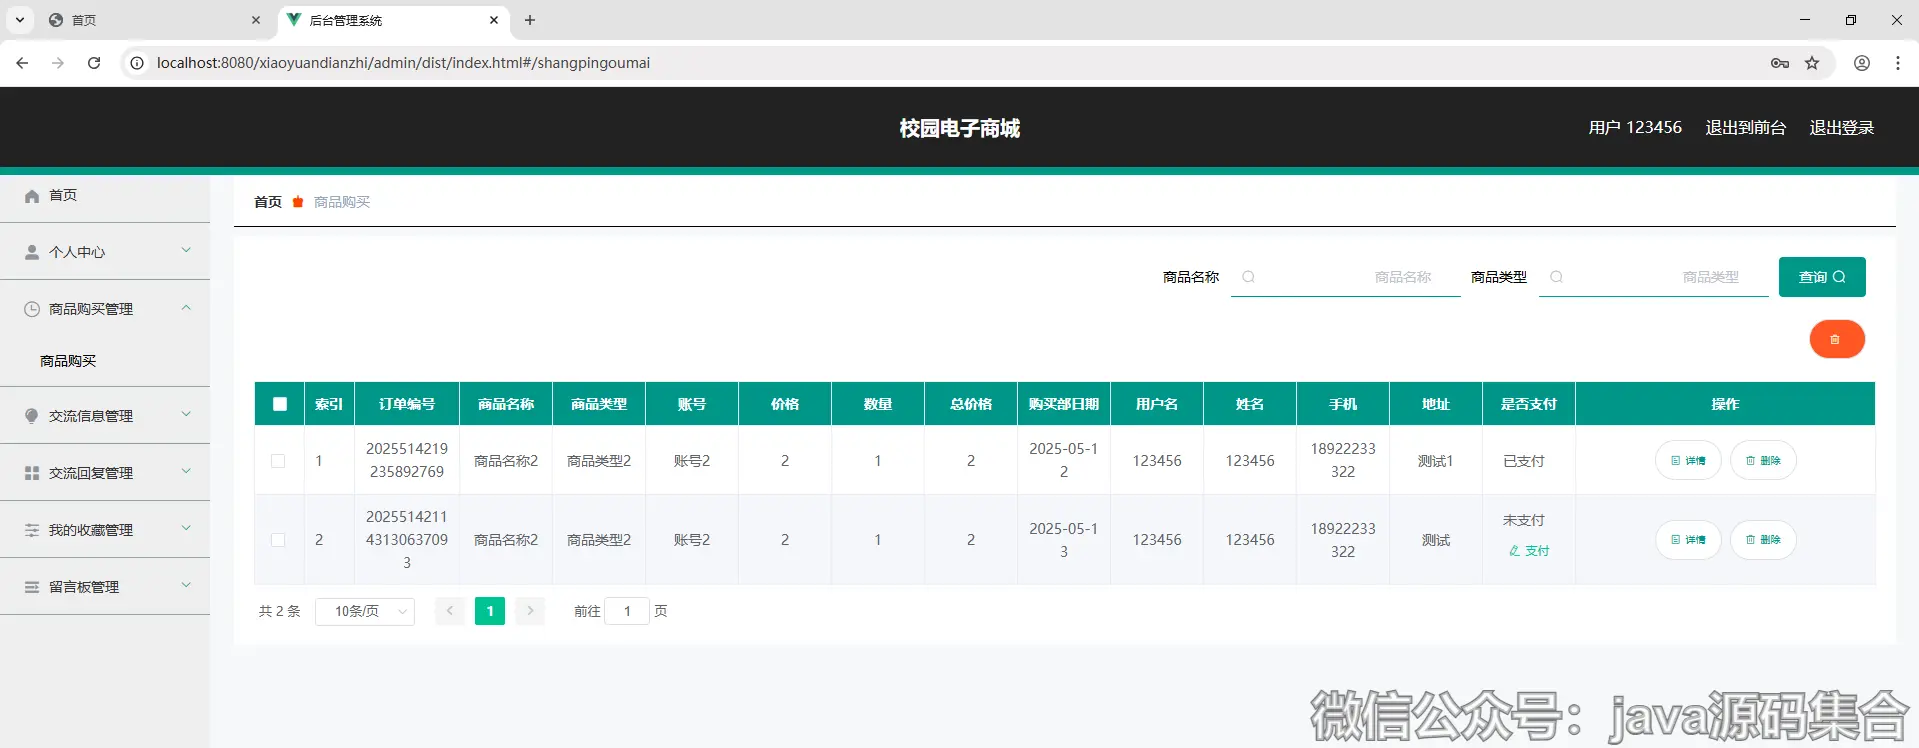 首页
后台管理系统
localhost:8080/xiaoyuandianzhi/admin/dist/index.html#/shangpingoumai
校园电子商城
用户 123456 退出到前台 退出登录
首页
个人中心
商品购买管理
商品购买
交流信息管理
交流回复管理
我的收藏管理
留言板管理
首页 商品购买
商品名称 商品名称 商品类型 商品类型 查询
索引 订单编号 商品名称 商品类型 账号 价格 数量 总价格 购买部日期 用户名 姓名 手机 地址 是否支付 操作
1 2025514219 商品名称2 商品类型2 账号2 2 1 2 2025-05-1 123456 123456 18922233 测试1 已支付 详情 删除
235892769 2 322
2 2025514211 商品名称2 商品类型2 账号2 2 1 2 2025-05-1 123456 123456 18922233 测试 未支付 详情 删除
4313063709 3 322 支付
3
共 2 条 10条/页 1 前往 1 页
微信公众号：java源码集合